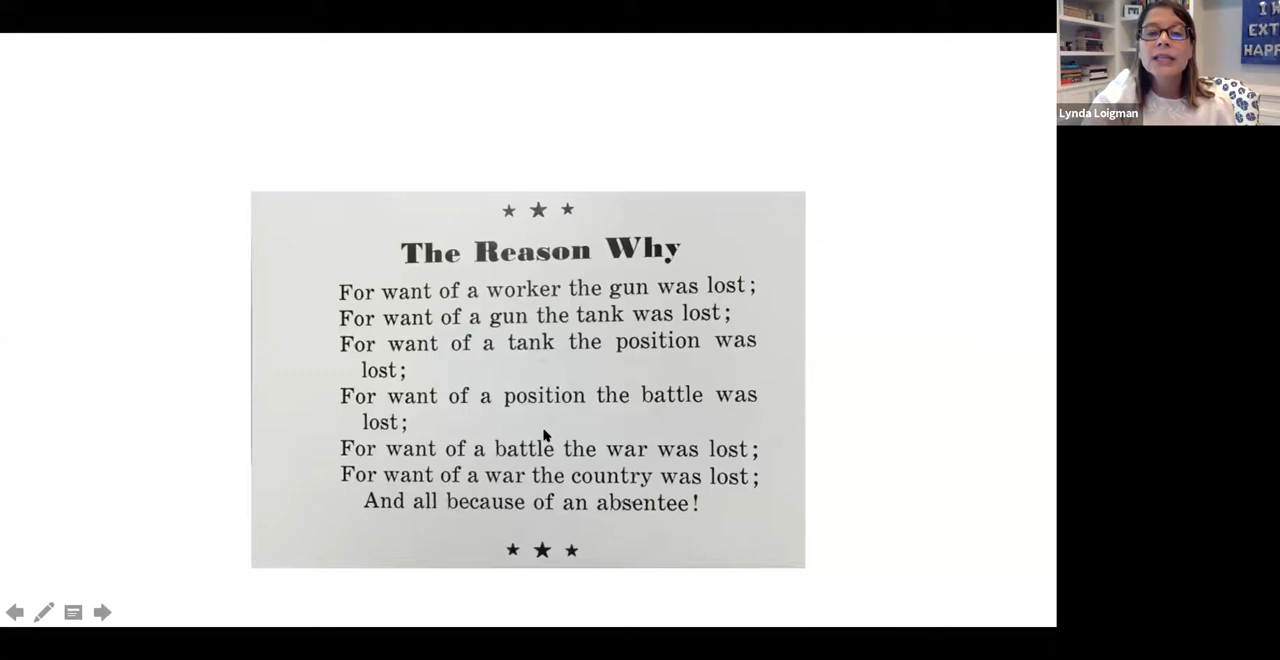 Lynda Loigman
★ ★ ★
The Reason Why
For want of a worker the gun was lost;
For want of a gun the tank was lost;
For want of a tank the position was
lost;
For want of a position the battle was
lost;
For want of a battle the war was lost;
For want of a war the country was lost;
And all because of an absentee!
★ ★ ★